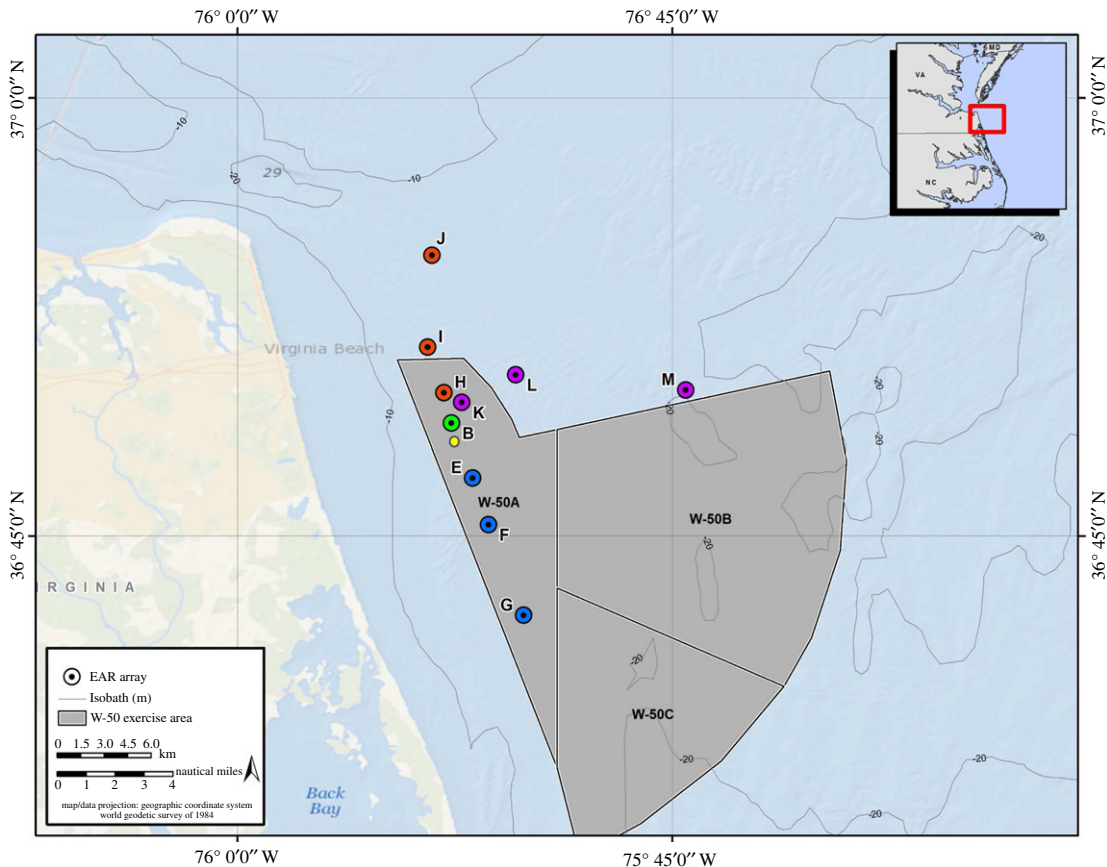 76° 0′0″ W
76° 45′0″ W
37° 0′0″ N
37° 0′0″ N
MD
VA
NC
-10
-20
29
-10
-20
J
I
Virginia Beach
H
L
M
K
-20
-20
-10
B
-20
E
W-50A
F
W-50B
-20
36° 45′0″ N
36° 45′0″ N
IRGINIA
G
-20
W-50C
-20
-20
-20
Back
Bay
EAR array
Isobath (m)
W-50 exercise area
0 1.5 3.0 4.5 6.0
km
nautical miles
0 1 2 3 4
map/data projection: geographic coordinate system
world geodetic survey of 1984
76° 0′0″ W
75° 45′0″ W